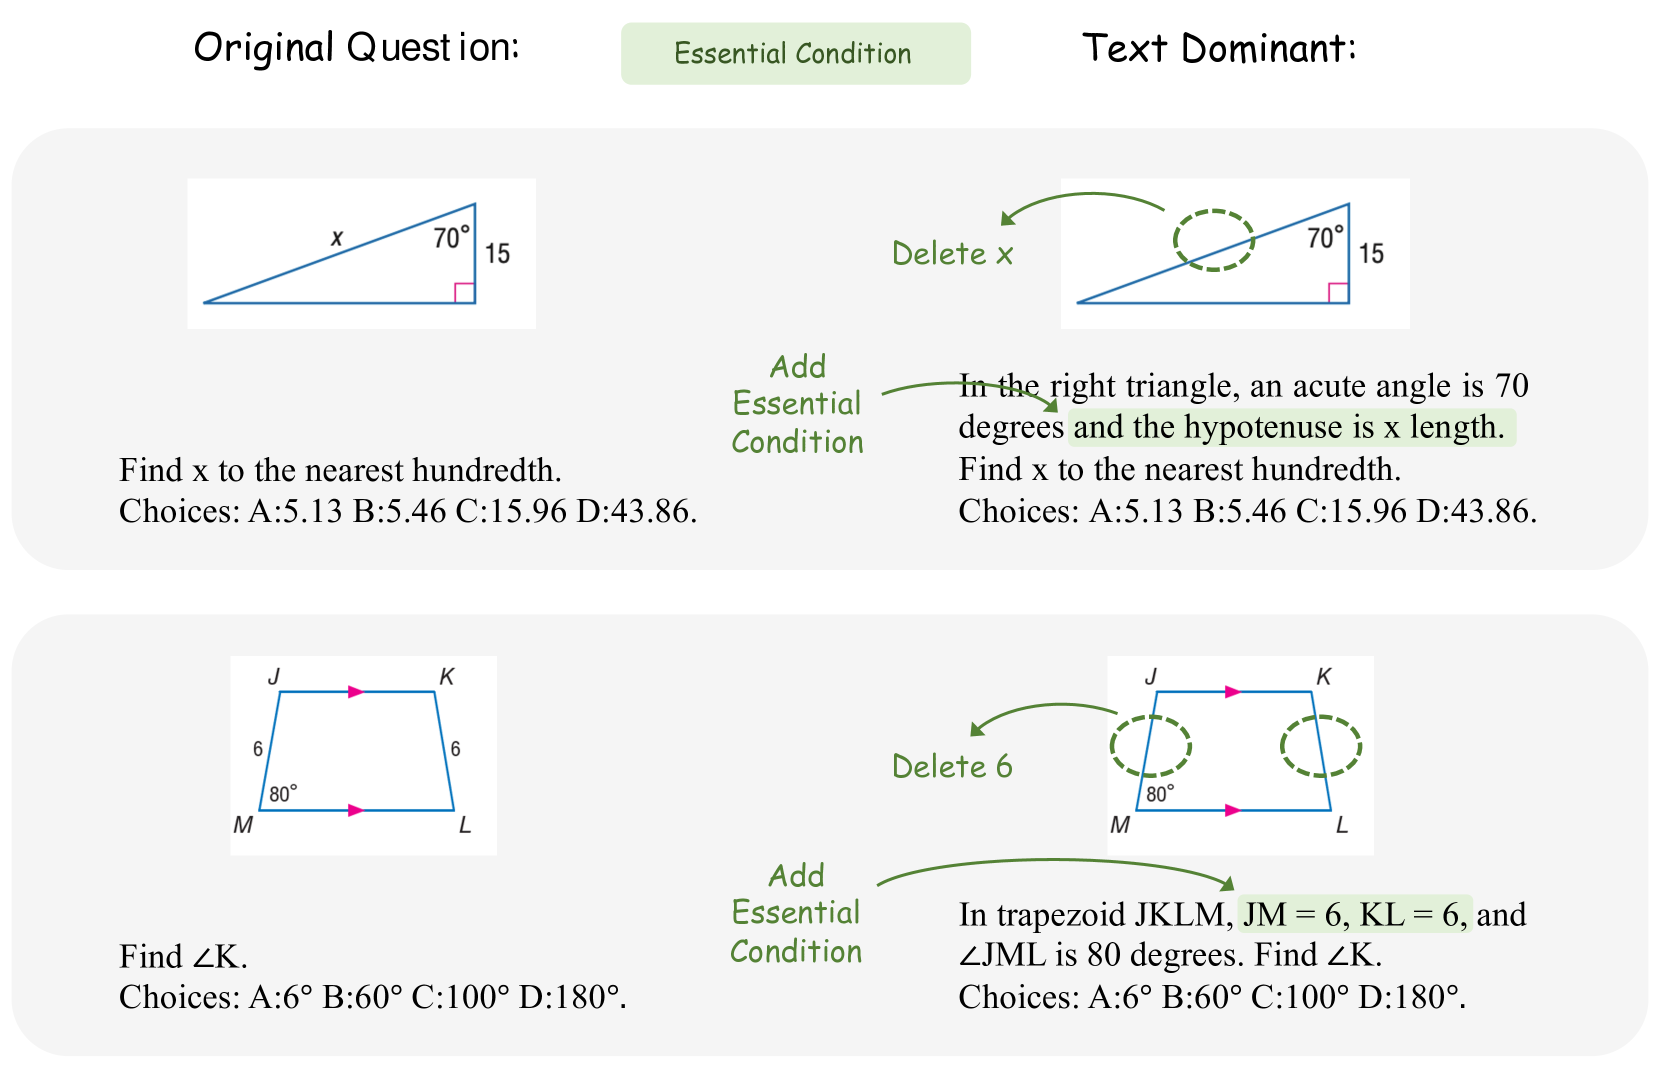 Original Question:
Essential Condition
Text Dominant:
x
70°
15
Find x to the nearest hundredth.
Choices: A:5.13 B:5.46 C:15.96 D:43.86.
Delete x
70°
15
Add
Essential
Condition
In the right triangle, an acute angle is 70
degrees and the hypotenuse is x length.
Find x to the nearest hundredth.
Choices: A:5.13 B:5.46 C:15.96 D:43.86.
J K
6 6
80°
M L
Find ∠K.
Choices: A:6° B:60° C:100° D:180°.
Delete 6
J K
80°
M L
Add
Essential
Condition
In trapezoid JKLM, JM = 6, KL = 6, and
∠JML is 80 degrees. Find ∠K.
Choices: A:6° B:60° C:100° D:180°.